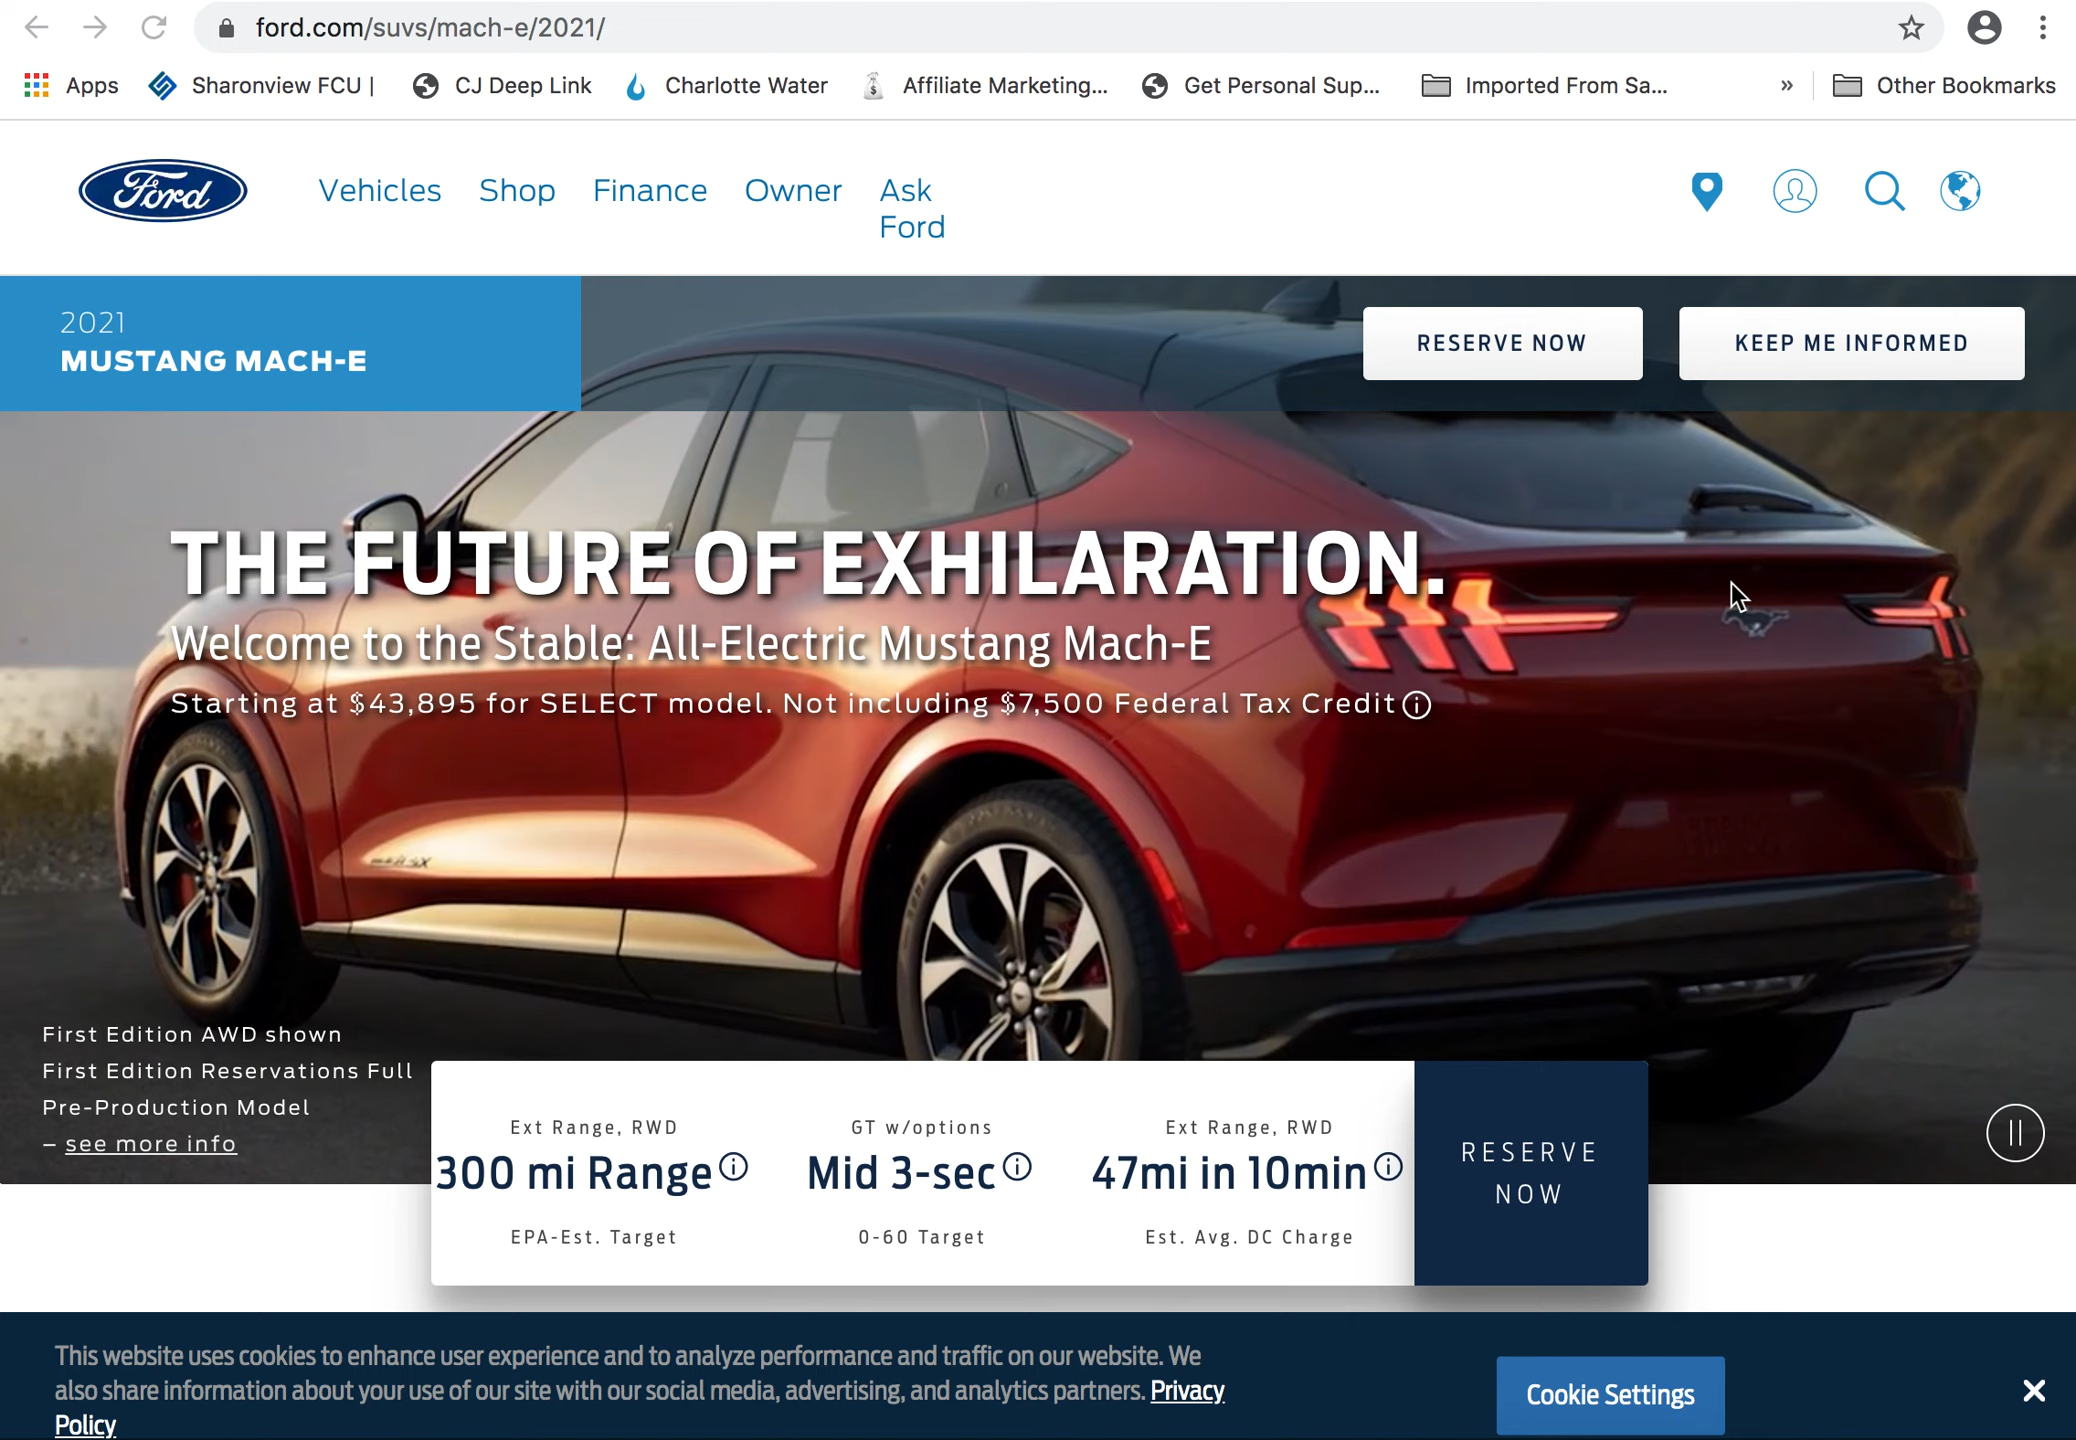 ford.com/suvs/mach-e/2021/
Apps
Sharonview FCU |
CJ Deep Link
Charlotte Water
Affiliate Marketing...
Get Personal Sup...
Imported From Sa...
»
Other Bookmarks
Ford
Vehicles
Shop
Finance
Owner
Ask
Ford
2021
MUSTANG MACH-E
RESERVE NOW
KEEP ME INFORMED
THE FUTURE OF EXHILARATION.
Welcome to the Stable: All-Electric Mustang Mach-E
Starting at $43,895 for SELECT model. Not including $7,500 Federal Tax Credit
First Edition AWD shown
First Edition Reservations Full
Pre-Production Model
– see more info
Ext Range, RWD
300 mi Range
EPA-Est. Target
GT w/options
Mid 3-sec
0-60 Target
Ext Range, RWD
47mi in 10min
Est. Avg. DC Charge
RESERVE
NOW
This website uses cookies to enhance user experience and to analyze performance and traffic on our website. We
also share information about your use of our site with our social media, advertising, and analytics partners. Privacy
Policy
Cookie Settings